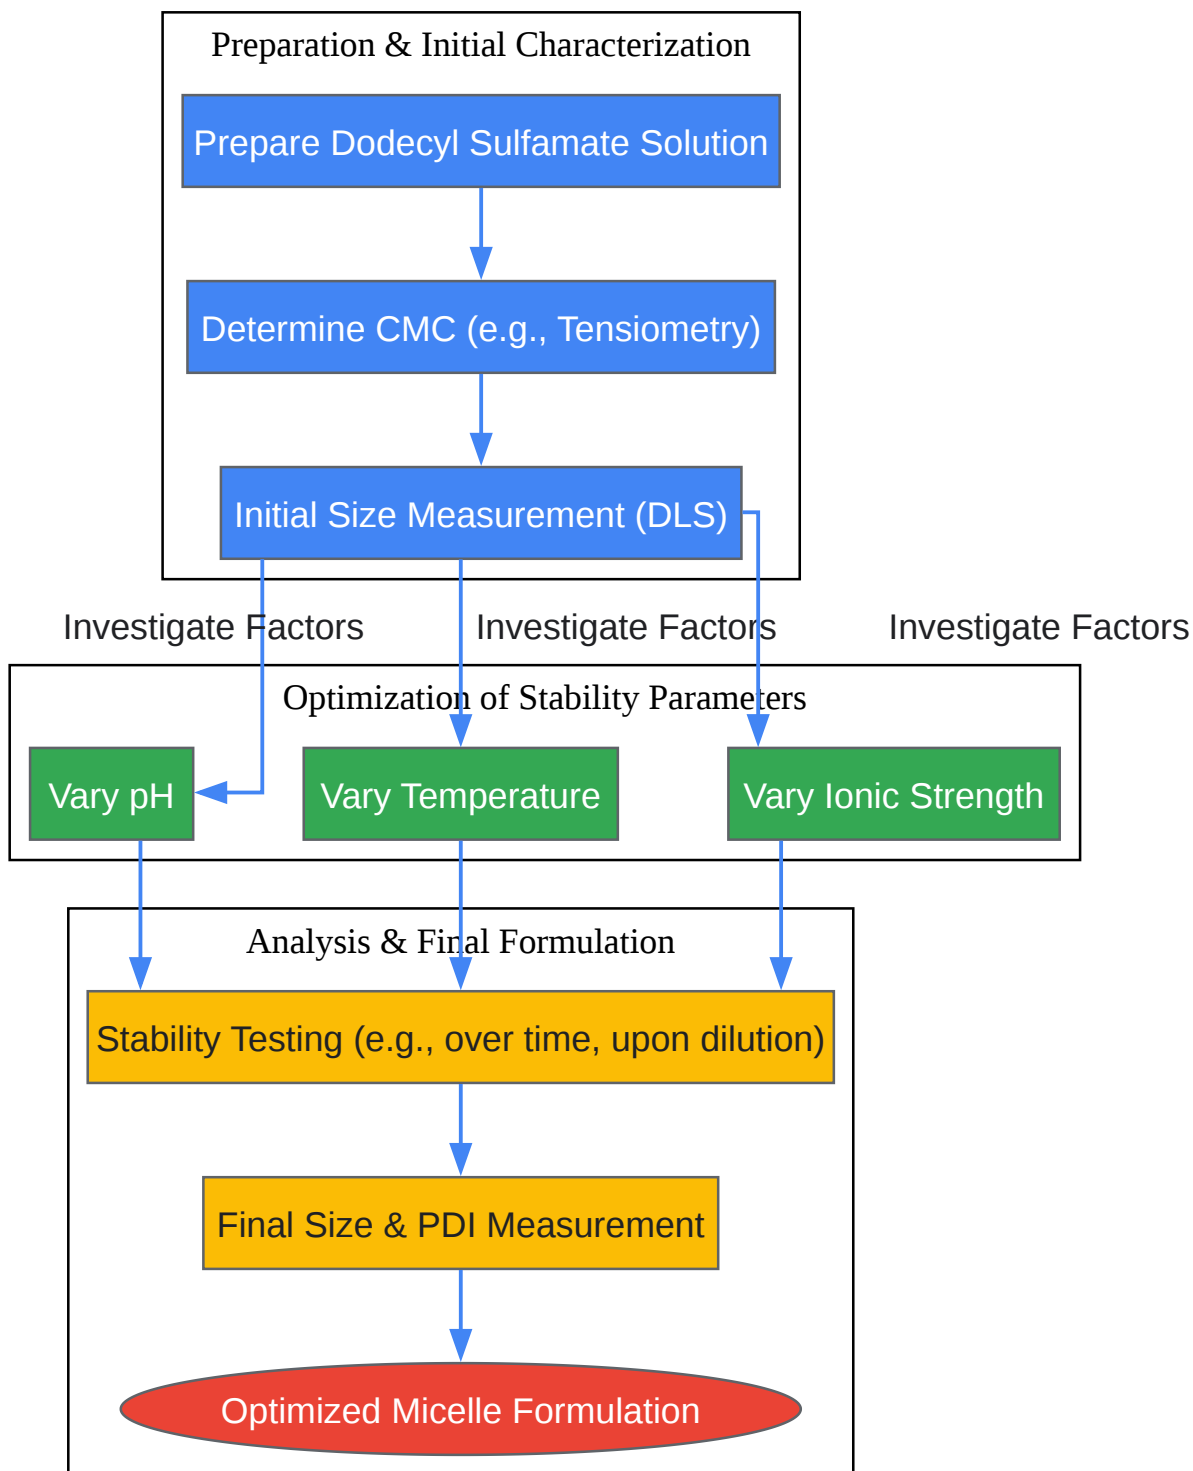 Preparation & Initial Characterization
Prepare Dodecyl Sulfamate Solution
Determine CMC (e.g., Tensiometry)
Initial Size Measurement (DLS)
Investigate Factors
Investigate Factors
Investigate Factors
Optimization of Stability Parameters
Vary pH
Vary Temperature
Vary Ionic Strength
Analysis & Final Formulation
Stability Testing (e.g., over time, upon dilution)
Final Size & PDI Measurement
Optimized Micelle Formulation